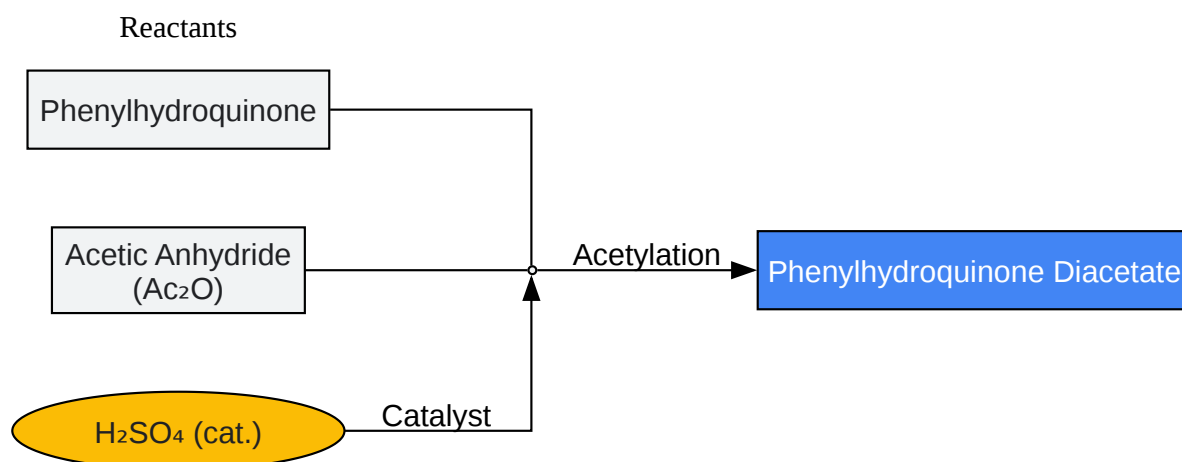 Reactants
Phenylhydroquinone
Acetic Anhydride
(Ac₂O)
Acetylation
Phenylhydroquinone Diacetate
Catalyst
H₂SO₄ (cat.)